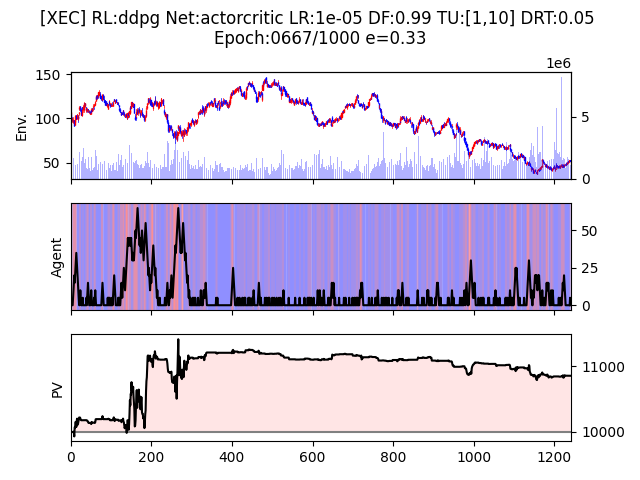 [XEC] RL:ddpg Net:actorcritic LR:1e-05 DF:0.99 TU:[1,10] DRT:0.05
Epoch:0667/1000 e=0.33
1e6
150
100
50
Env.
5
0
Agent
50
25
0
PV
11000
10000
0 200 400 600 800 1000 1200